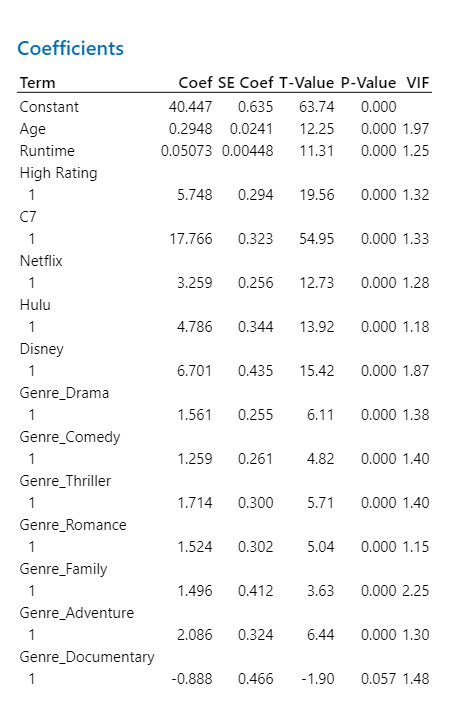 Coefficients
Term Coef SE Coef T-Value P-Value VIF
Constant 40.447 0.635 63.74 0.000
Age 0.2948 0.0241 12.25 0.000 1.97
Runtime 0.05073 0.00448 11.31 0.000 1.25
High Rating
1 5.748 0.294 19.56 0.000 1.32
C7
1 17.766 0.323 54.95 0.000 1.33
Netflix
1 3.259 0.256 12.73 0.000 1.28
Hulu
1 4.786 0.344 13.92 0.000 1.18
Disney
1 6.701 0.435 15.42 0.000 1.87
Genre_Drama
1 1.561 0.255 6.11 0.000 1.38
Genre_Comedy
1 1.259 0.261 4.82 0.000 1.40
Genre_Thriller
1 1.714 0.300 5.71 0.000 1.40
Genre_Romance
1 1.524 0.302 5.04 0.000 1.15
Genre_Family
1 1.496 0.412 3.63 0.000 2.25
Genre_Adventure
1 2.086 0.324 6.44 0.000 1.30
Genre_Documentary
1 -0.888 0.466 -1.90 0.057 1.48